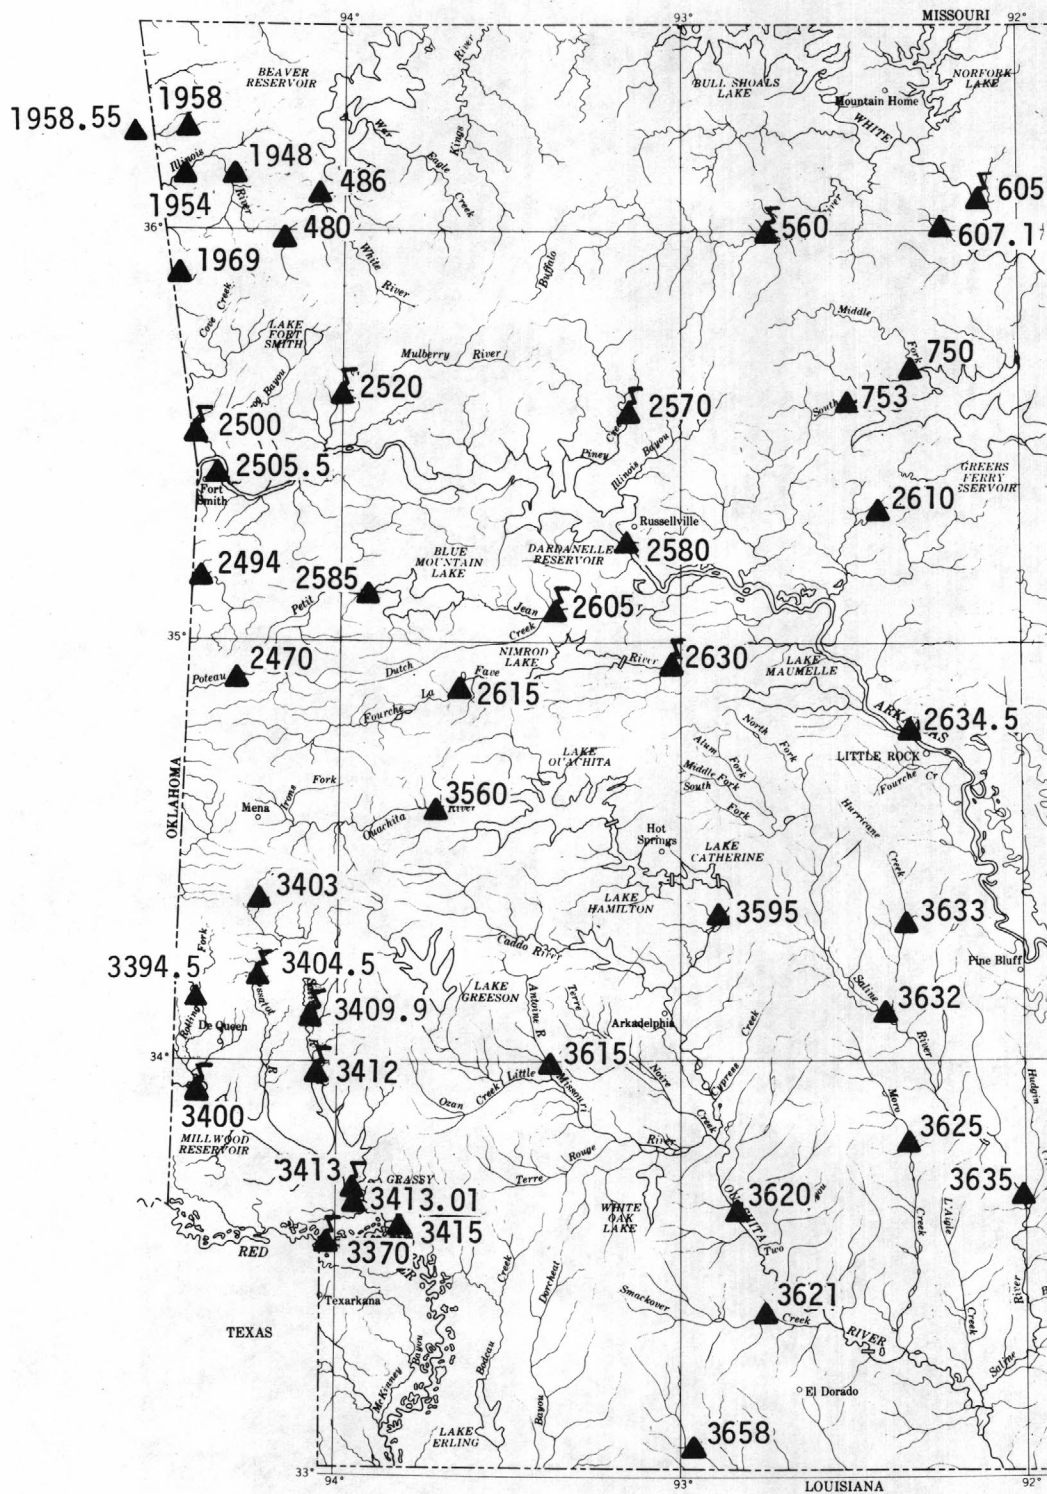 94°
93°
MISSOURI
92°
BEAVER
RESERVOIR
River
BULL SHOALS
LAKE
NORFORK
LAKE
Mountain Home
1958.55
1958
War
Eagle
Creek
Kings
WHITE
Illinois
River
1948
486
605
1954
River
36°
480
560
607.1
White
River
Buffalo
1969
Cove Creek
LAKE
FORT
SMITH
Middle
Fork
Mulberry River
750
2520
Bayou
2570
South
753
2500
Piney
Creek
Illinois Bayou
2505.5
Fort
Smith
GREERS
FERRY
2610
Russellville
2580
BLUE
MOUNTAIN
LAKE
DARDANELLE
RESERVOIR
2494
2585
Petit
Jean
2605
35°
Creek
Dutch
NIMROD
LAKE
River
2630
LAKE
MAUMELLE
2470
Poteau
Fourche
La
Fave
2615
ARKANSAS
2634.5
LITTLE ROCK
North
Fork
Alum
Fork
Middle Fork
South
Fork
Fourche Cr
LAKE
OUACHITA
OKLAHOMA
Irons
Fork
Mena
3560
Ouachita
River
Hurricane
Creek
Hot
Springs
LAKE
CATHERINE
LAKE
HAMILTON
3403
3595
3633
Caddo River
Pine Bluff
3394.5
Rolling
Fork
3404.5
LAKE
GREESON
Antoine R
Terre
Noire
Creek
Saline
River
3632
3409.9
De Queen
R
Arkadelphia
34°
3412
3615
Little
Missouri
River
Ozan
Creek
Cypress
Creek
Hudgin
3400
MILLWOOD
RESERVOIR
Moro
Creek
3625
3413
GRASSY
Terre
Rouge
3413.01
WHITE
OAK
LAKE
OUACHITA
3620
L'Aigle
Creek
3635
3415
3370
RED
Two
Texarkana
Creek
Dorcheat
Smackover
Creek
3621
RIVER
River
TEXAS
McKinney
Bayou
Bodcau
Bayou
Saline
El Dorado
LAKE
ERLING
3658
33°
94°
93°
LOUISIANA
92°